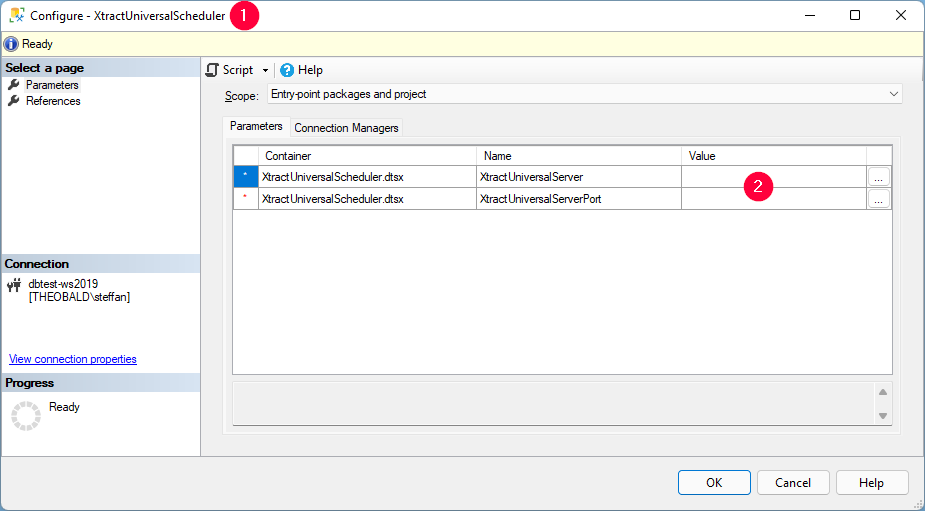 Configure - XtractUniversalScheduler 1
Ready
Select a page
Parameters
References
Script Help
Scope: Entry-point packages and project
Parameters Connection Managers
Container Name Value
* XtractUniversalScheduler.dtsx XtractUniversalServer ...
2
* XtractUniversalScheduler.dtsx XtractUniversalServerPort ...
Connection
dbtest-ws2019
[THEOBALD\steffan]
View connection properties
Progress
Ready
OK Cancel Help